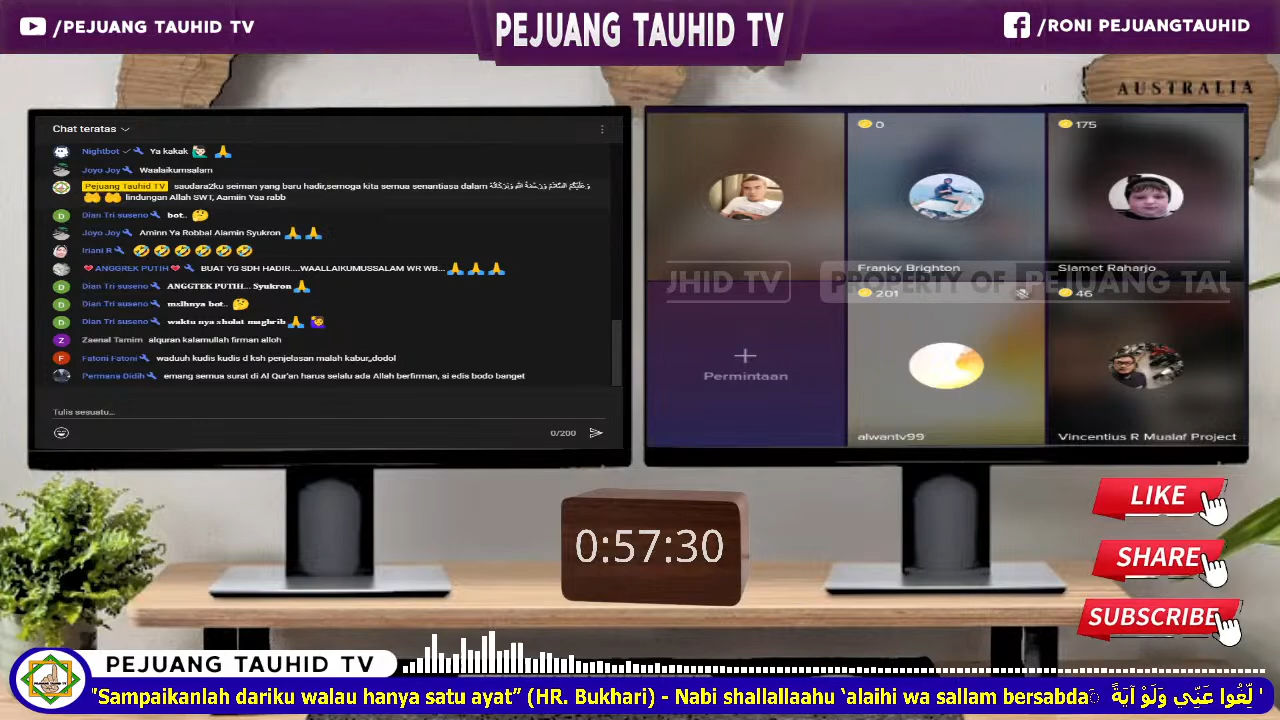 /PEJUANG TAUHID TV
PEJUANG TAUHID TV
/RONI PEJUANGTAUHID
AUSTRALIA
Chat teratas
Nightbot Ya kakak
Joyo Joy Waalaikumsalam
Pejuang Tauhid TV saudara2ku seiman yang baru hadir,semoga kita semua senantiasa dalam
lindungan Allah SWT, Aamiin Yaa rabb
Dian Tri suseno bot..
Joyo Joy Aminn Ya Robbal Alamin Syukron
Iriani R
ANGGREK PUTIH BUAT YG SDH HADIR....WAALLAIKUMUSSALAM WR WB...
Dian Tri suseno ANGGTEK PUTIH... Syukron
Dian Tri suseno mslhnya bot..
Dian Tri suseno waktu nya sholat maghrib
Zaenal Tamim alquran kalamullah firman alloh
Fatoni Fatoni waduuh kudis kudis d ksh penjelasan malah kabur,,dodol
Permana Didih emang semua surat di Al Qur'an harus selalu ada Allah berfirman, si edis bodo banget
Tulis sesuatu...
0/200
0
175
Franky Brighton
Slamet Raharjo
JHID TV
PROPERTY OF PEJUANG TAU
201
46
Permintaan
alwantv99
Vincentius R Mualaf Project
0:57:30
LIKE
SHARE
SUBSCRIBE
PEJUANG TAUHID TV
"Sampaikanlah dariku walau hanya satu ayat" (HR. Bukhari) - Nabi shallallaahu 'alaihi wa sallam bersabda لِّغُوا عَنِّي وَلَوْ آيَةً '